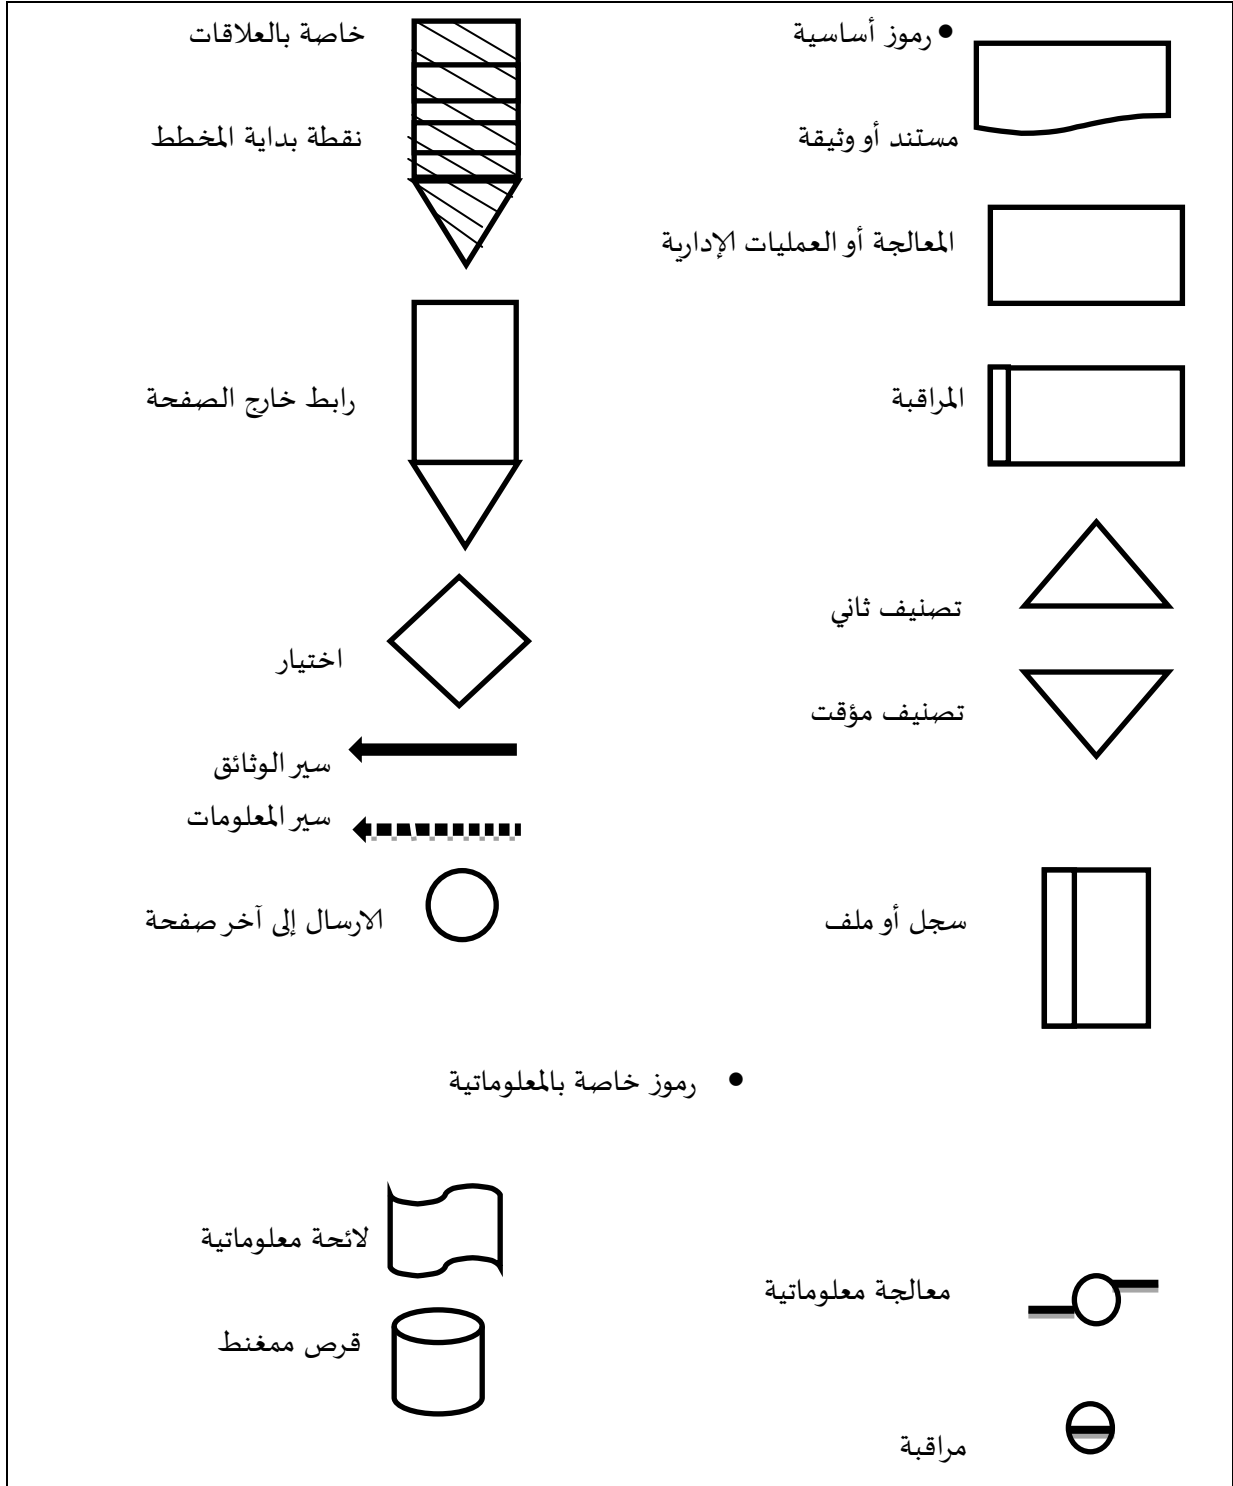 • رموز أساسية
مستند أو وثيقة
المعالجة أو العمليات الإدارية
المراقبة
تصنيف ثاني
تصنيف مؤقت
سجل أو ملف
خاصة بالعلاقات
نقطة بداية المخطط
رابط خارج الصفحة
اختيار
سير الوثائق
سير المعلومات
الارسال إلى آخر صفحة
• رموز خاصة بالمعلوماتية
معالجة معلوماتية
مراقبة
لائحة معلوماتية
قرص ممغنط